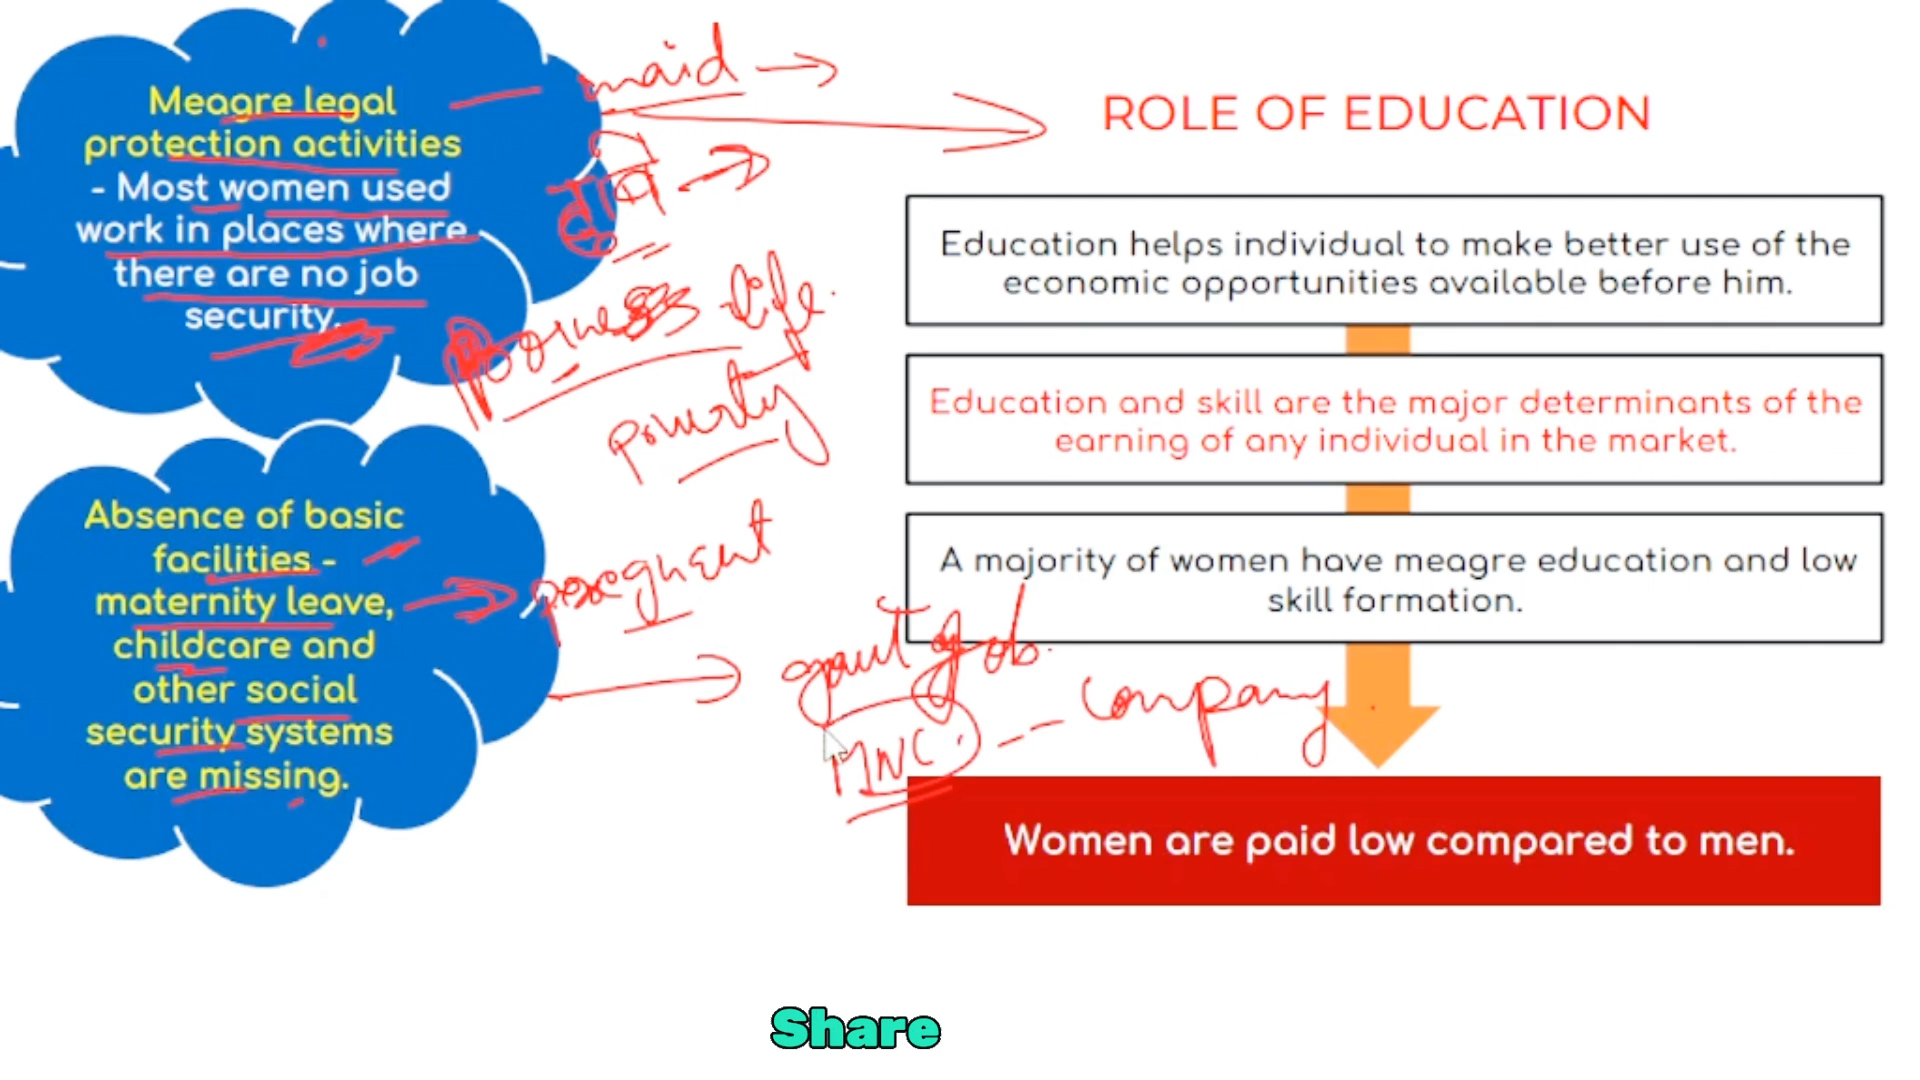 Meagre legal
protection activities
- Most women used
work in places where
there are no job
security.
maid
poorness life.
poverty
Absence of basic
facilities -
maternity leave,
childcare and
other social
security systems
are missing.
govt job.
MNC - company
ROLE OF EDUCATION
Education helps individual to make better use of the
economic opportunities available before him.
Education and skill are the major determinants of the
earning of any individual in the market.
A majority of women have meagre education and low
skill formation.
Women are paid low compared to men.
Share